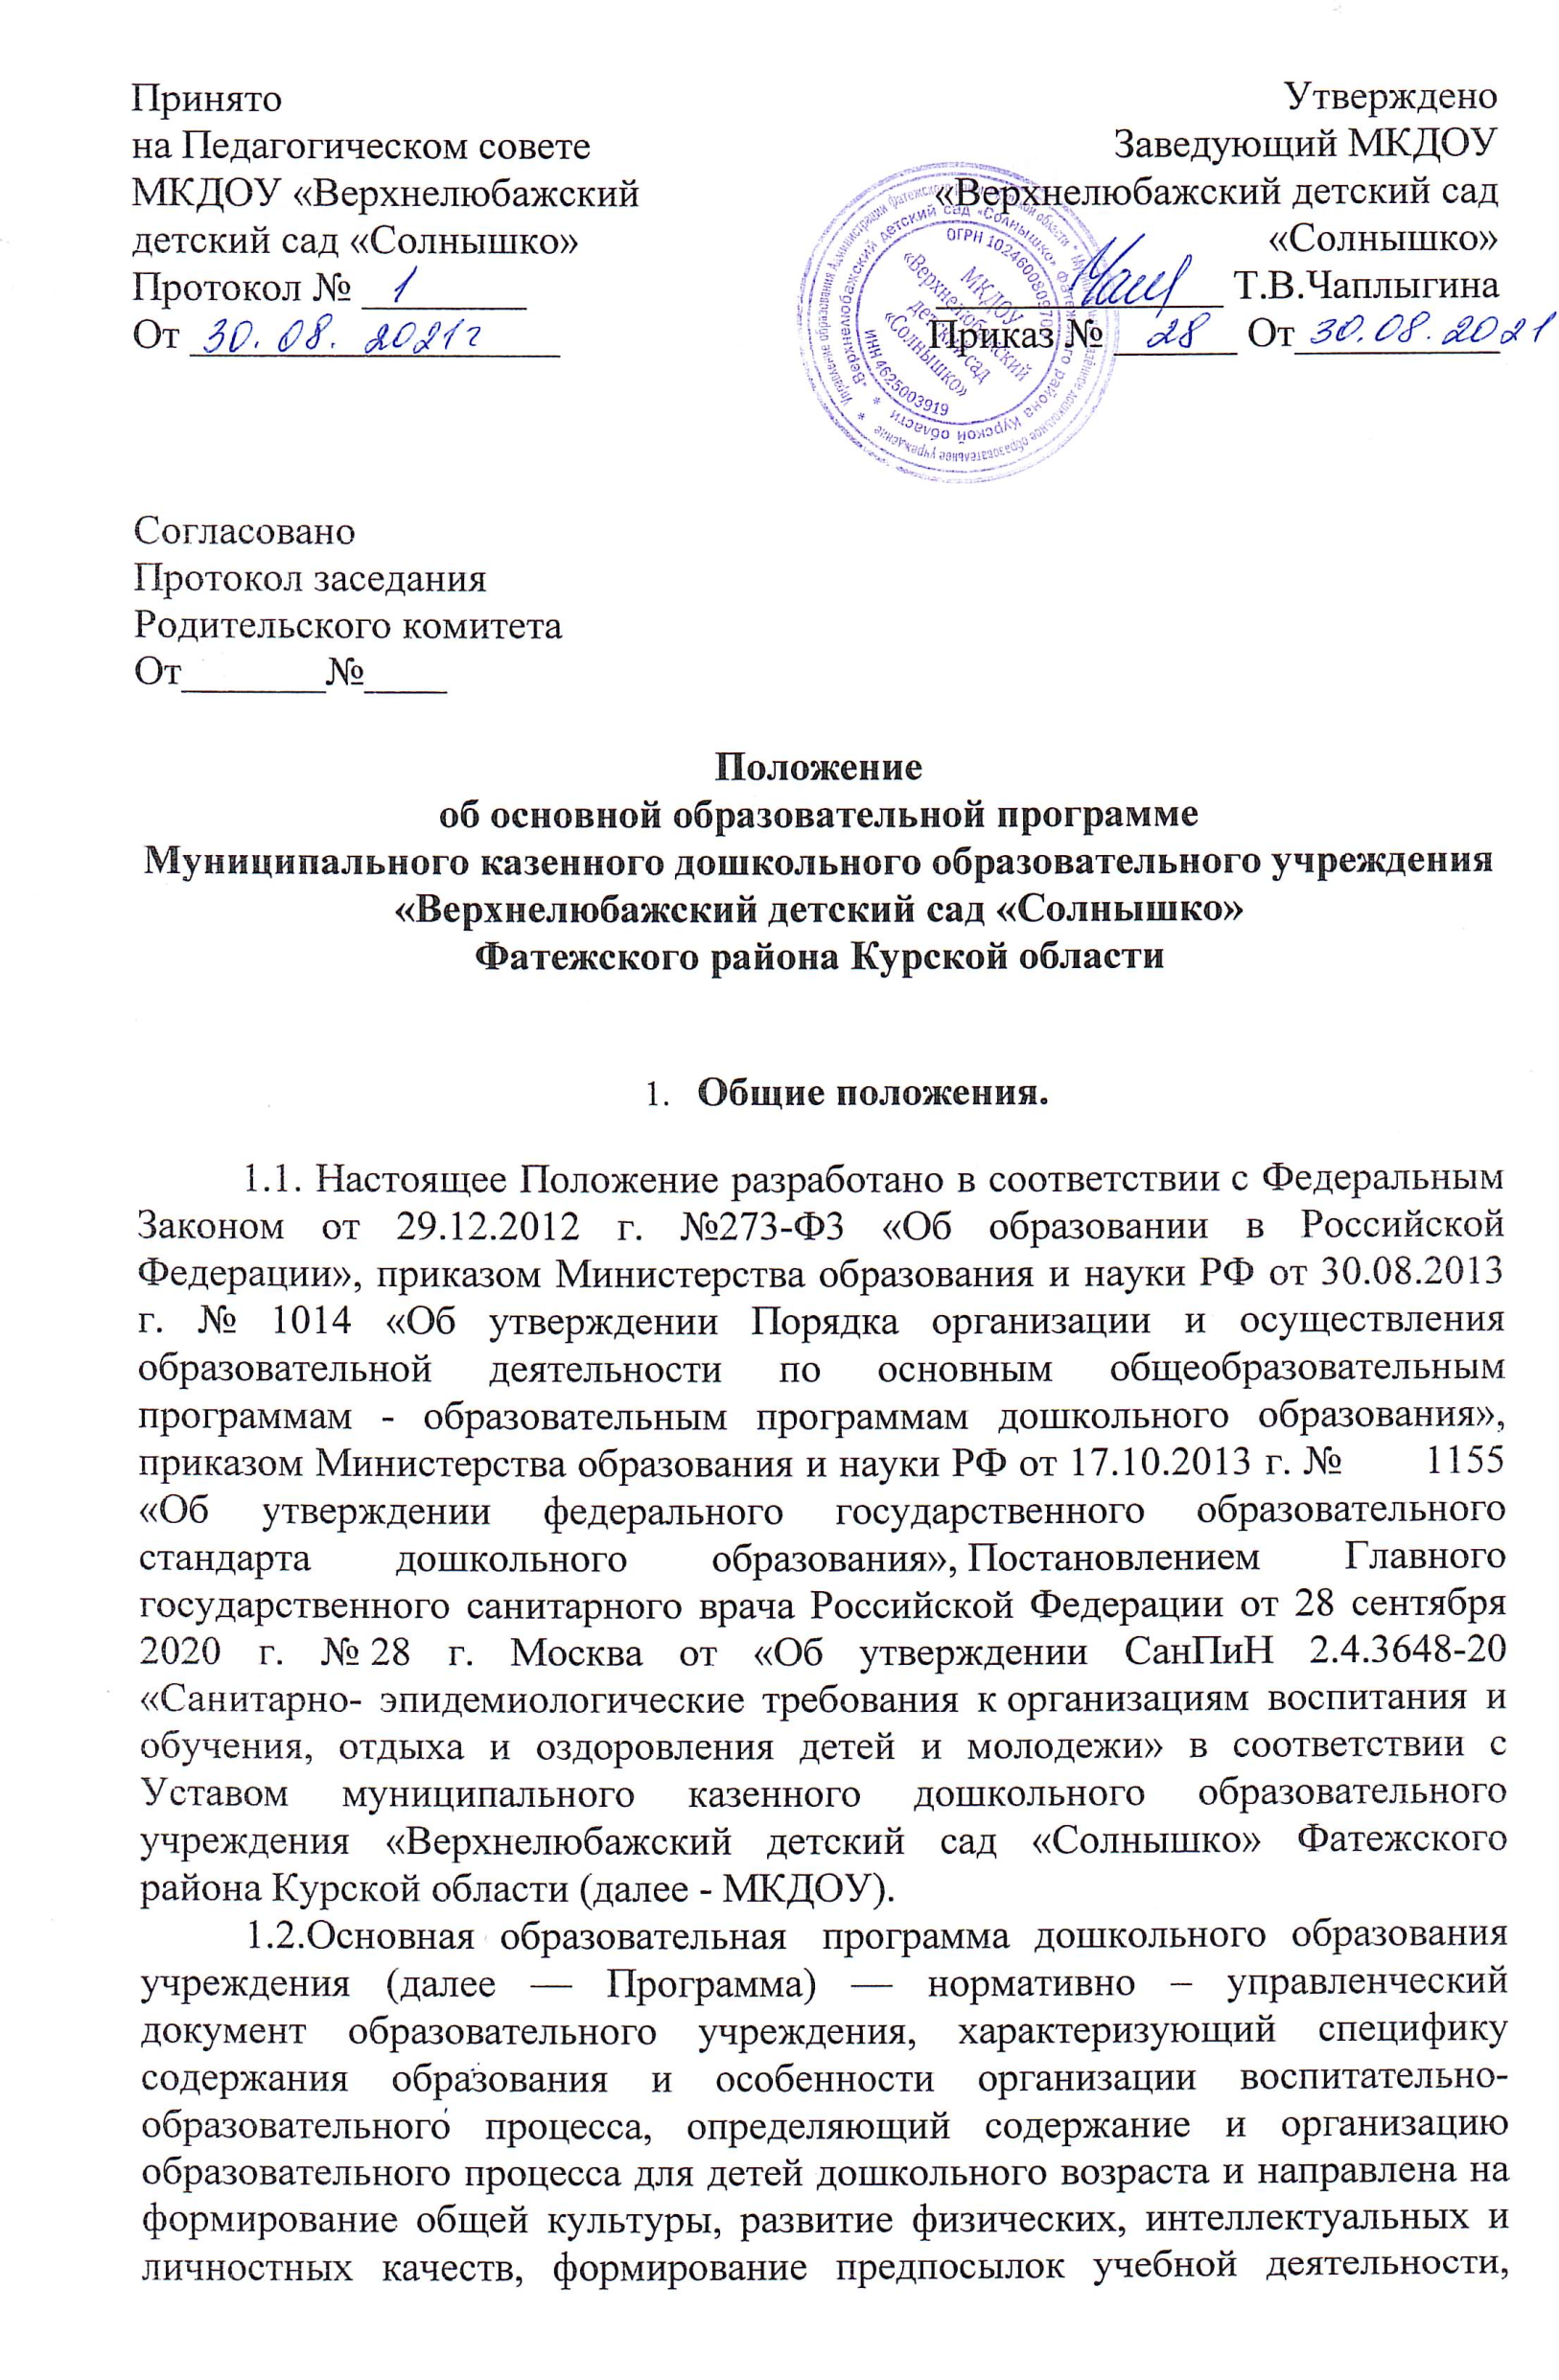 Принято
на Педагогическом совете
МКДОУ «Верхнелюбажский
детский сад «Солнышко»
Протокол № 1
От 30.08.2021г
Утверждено
Заведующий МКДОУ
«Верхнелюбажский детский сад
«Солнышко»
Т.В.Чаплыгина
Приказ № 28 От 30.08.2021
ОГРН 1024600809970
МКДОУ
«Верхнелюбажский
детский сад
«Солнышко»
ИНН 4625003919
Согласовано
Протокол заседания
Родительского комитета
От_______№____
Положение
об основной образовательной программе
Муниципального казенного дошкольного образовательного учреждения
«Верхнелюбажский детский сад «Солнышко»
Фатежского района Курской области
1. Общие положения.
1.1. Настоящее Положение разработано в соответствии с Федеральным
Законом от 29.12.2012 г. №273-ФЗ «Об образовании в Российской
Федерации», приказом Министерства образования и науки РФ от 30.08.2013
г. № 1014 «Об утверждении Порядка организации и осуществления
образовательной деятельности по основным общеобразовательным
программам - образовательным программам дошкольного образования»,
приказом Министерства образования и науки РФ от 17.10.2013 г. № 1155
«Об утверждении федерального государственного образовательного
стандарта дошкольного образования», Постановлением Главного
государственного санитарного врача Российской Федерации от 28 сентября
2020 г. № 28 г. Москва от «Об утверждении СанПиН 2.4.3648-20
«Санитарно- эпидемиологические требования к организациям воспитания и
обучения, отдыха и оздоровления детей и молодежи» в соответствии с
Уставом муниципального казенного дошкольного образовательного
учреждения «Верхнелюбажский детский сад «Солнышко» Фатежского
района Курской области (далее - МКДОУ).
1.2.Основная образовательная программа дошкольного образования
учреждения (далее — Программа) — нормативно – управленческий
документ образовательного учреждения, характеризующий специфику
содержания образования и особенности организации воспитательно-
образовательного процесса, определяющий содержание и организацию
образовательного процесса для детей дошкольного возраста и направлена на
формирование общей культуры, развитие физических, интеллектуальных и
личностных качеств, формирование предпосылок учебной деятельности,